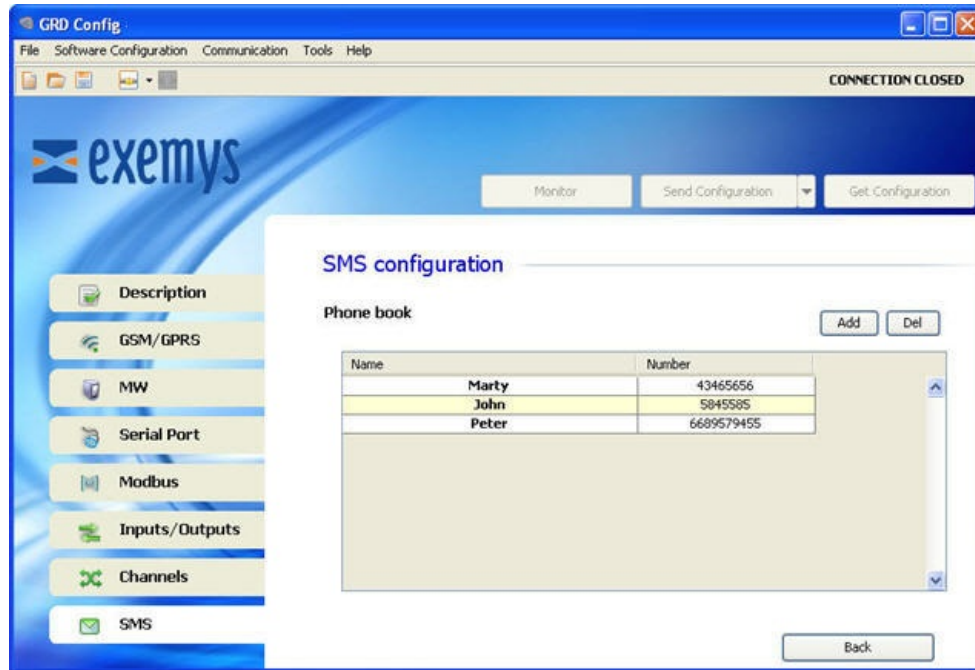 GRD Config
File Software Configuration Communication Tools Help
CONNECTION CLOSED
exemys
Monitor Send Configuration Get Configuration
SMS configuration
Description
Phone book
Add Del
GSM/GPRS
Name Number
Marty 43465656
MW
John 5845585
Peter 6689579455
Serial Port
Modbus
Inputs/Outputs
Channels
SMS
Back